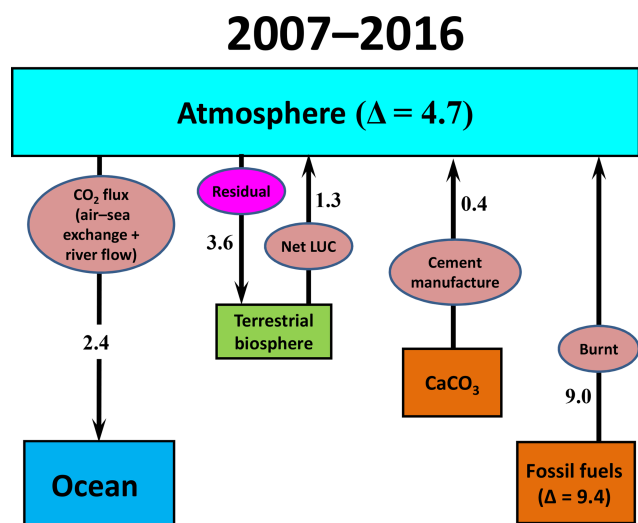 2007–2016
Atmosphere (Δ = 4.7)
CO₂ flux
(air–sea
exchange +
river flow)
2.4
Ocean
Residual
3.6
1.3
Net LUC
Terrestrial
biosphere
0.4
Cement
manufacture
CaCO₃
Burnt
9.0
Fossil fuels
(Δ = 9.4)